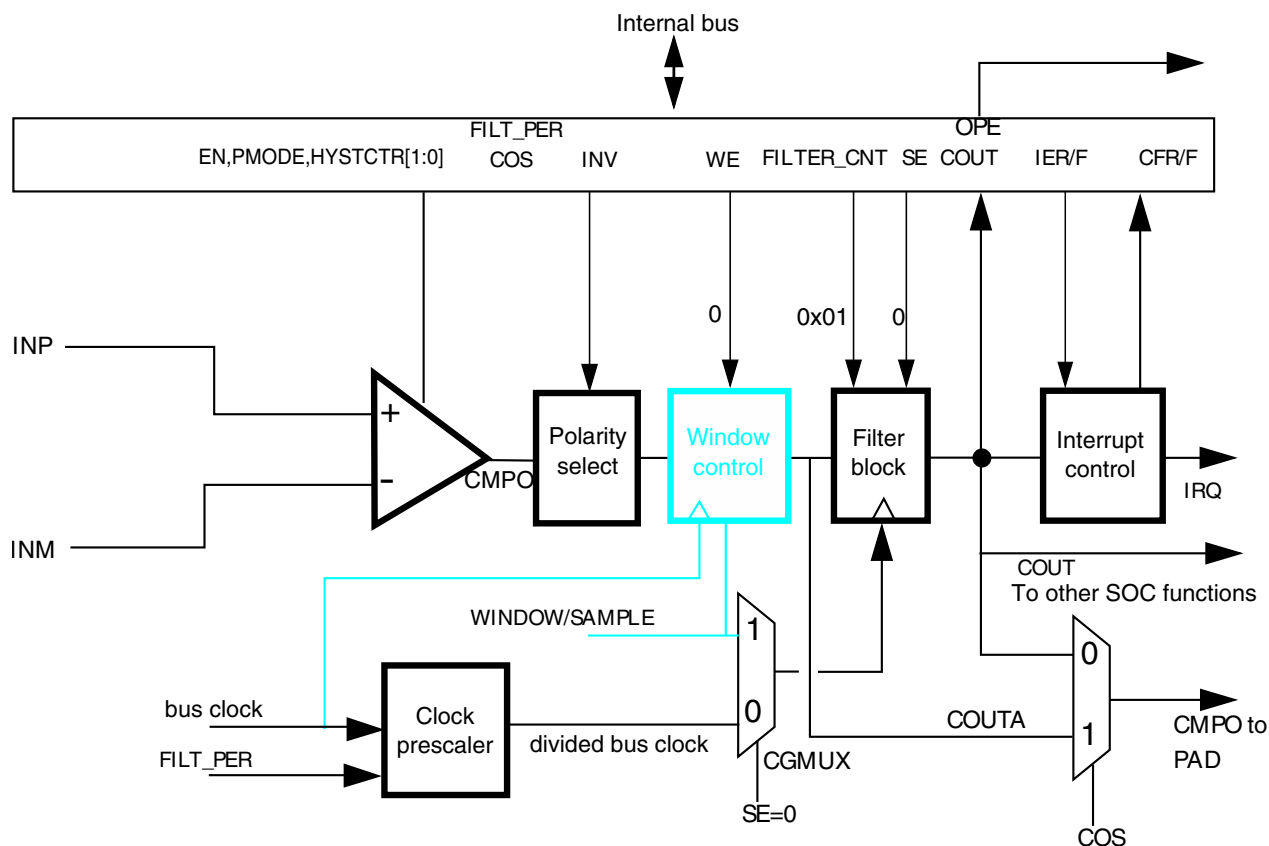 Internal bus
FILT_PER
OPE
EN,PMODE,HYSTCTR[1:0]
COS
INV
WE
FILTER_CNT
SE
COUT
IER/F
CFR/F
0
0x01
0
INP
+
-
INM
CMPO
Polarity
select
Window
control
Filter
block
Interrupt
control
IRQ
COUT
To other SOC functions
WINDOW/SAMPLE
1
0
bus clock
FILT_PER
Clock
prescaler
divided bus clock
CGMUX
SE=0
COUTA
0
1
CMPO to
PAD
COS